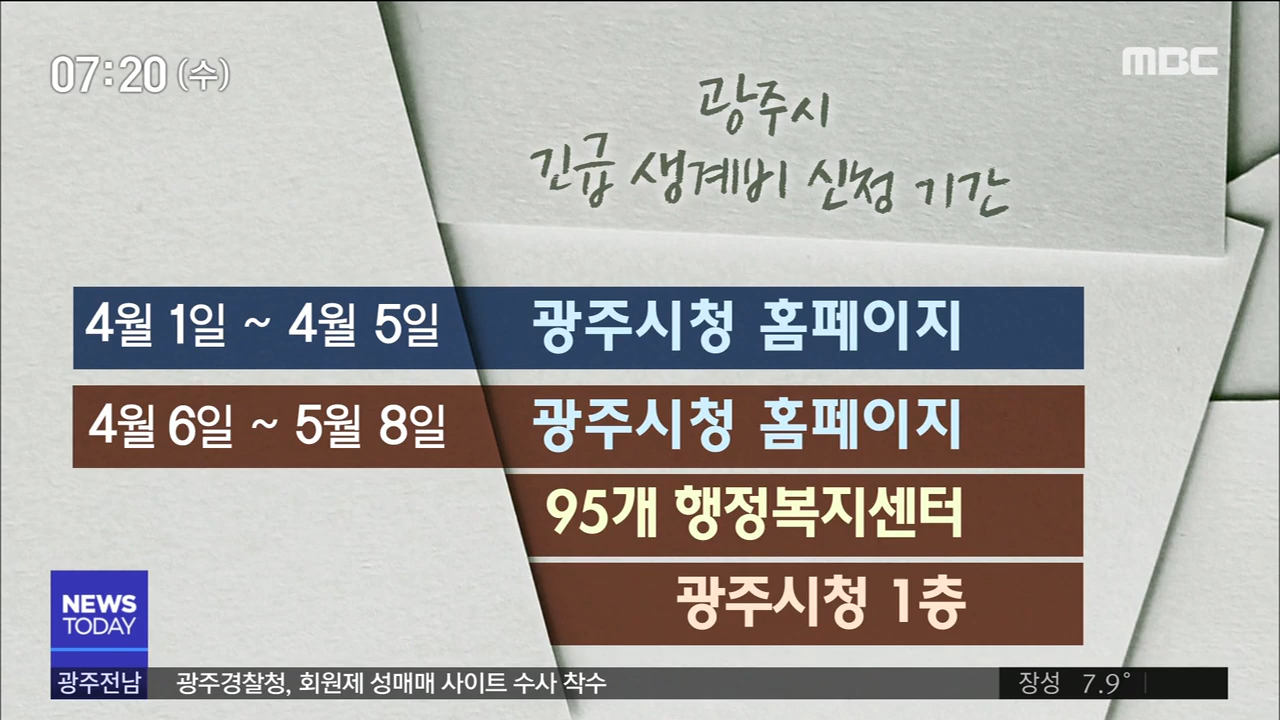 07:20 (수)
MBC
광주시
긴급 생계비 신청 기간
4월 1일 ~ 4월 5일 광주시청 홈페이지
4월 6일 ~ 5월 8일 광주시청 홈페이지
95개 행정복지센터
광주시청 1층
NEWS
TODAY
광주전남 광주경찰청, 회원제 성매매 사이트 수사 착수 장성 7.9°